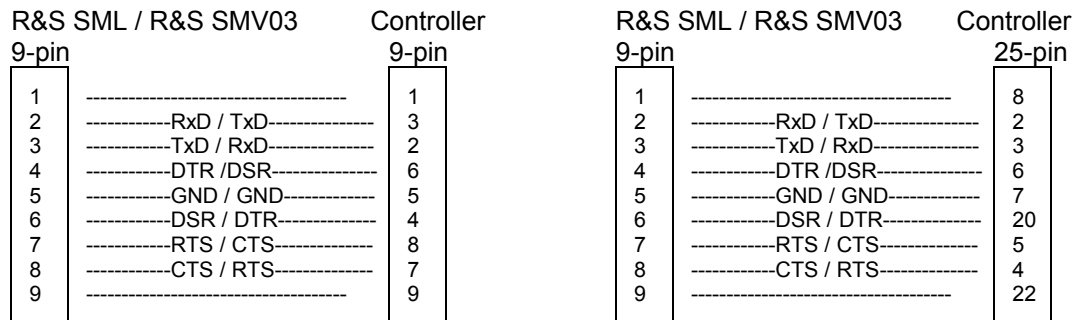 R&S SML / R&S SMV03 Controller R&S SML / R&S SMV03 Controller
9-pin 9-pin 9-pin 25-pin
1 ------------------------------------- 1 1 ------------------------------------- 8
2 ------------RxD / TxD--------------- 3 2 ------------RxD / TxD--------------- 2
3 ------------TxD / RxD--------------- 2 3 ------------TxD / RxD--------------- 3
4 ------------DTR /DSR--------------- 6 4 ------------DTR /DSR--------------- 6
5 ------------GND / GND------------- 5 5 ------------GND / GND------------- 7
6 ------------DSR / DTR-------------- 4 6 ------------DSR / DTR-------------- 20
7 ------------RTS / CTS-------------- 8 7 ------------RTS / CTS-------------- 5
8 ------------CTS / RTS-------------- 7 8 ------------CTS / RTS-------------- 4
9 ------------------------------------- 9 9 ------------------------------------- 22